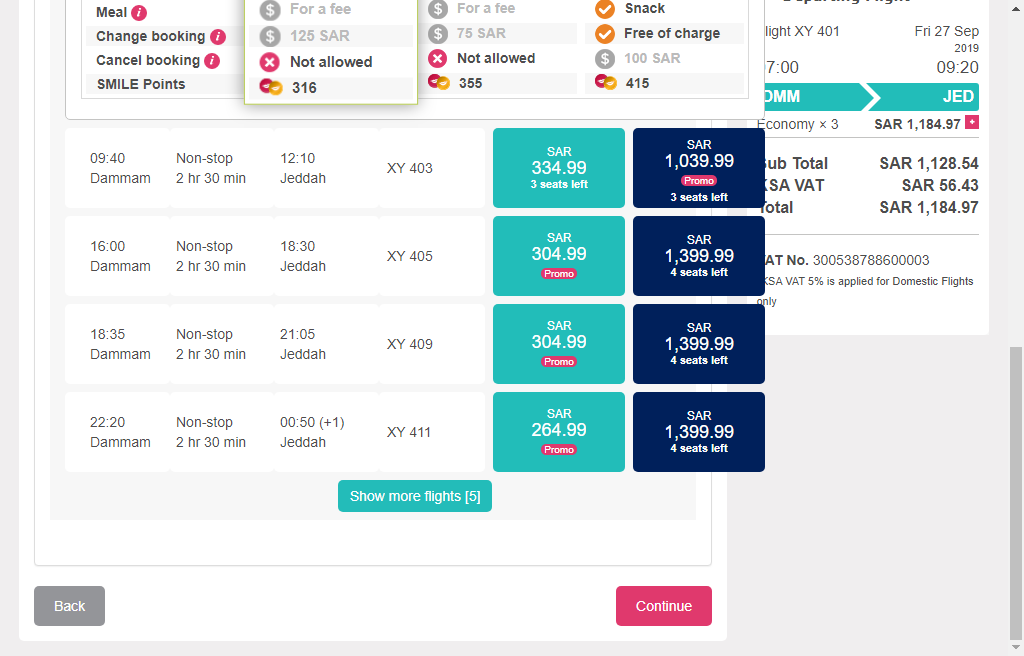 Meal i
For a fee
For a fee
Snack
Change booking i
125 SAR
75 SAR
Free of charge
Cancel booking i
Not allowed
Not allowed
100 SAR
SMILE Points
316
355
415
09:40
Dammam
Non-stop
2 hr 30 min
12:10
Jeddah
XY 403
SAR
334.99
3 seats left
SAR
1,039.99
Promo
3 seats left
16:00
Dammam
Non-stop
2 hr 30 min
18:30
Jeddah
XY 405
SAR
304.99
Promo
SAR
1,399.99
4 seats left
18:35
Dammam
Non-stop
2 hr 30 min
21:05
Jeddah
XY 409
SAR
304.99
Promo
SAR
1,399.99
4 seats left
22:20
Dammam
Non-stop
2 hr 30 min
00:50 (+1)
Jeddah
XY 411
SAR
264.99
Promo
SAR
1,399.99
4 seats left
Show more flights [5]
Back
Continue
light XY 401
Fri 27 Sep
2019
7:00
09:20
DMM
JED
Economy × 3
SAR 1,184.97 +
Sub Total
SAR 1,128.54
KSA VAT
SAR 56.43
Total
SAR 1,184.97
VAT No. 300538788600003
KSA VAT 5% is applied for Domestic Flights
only